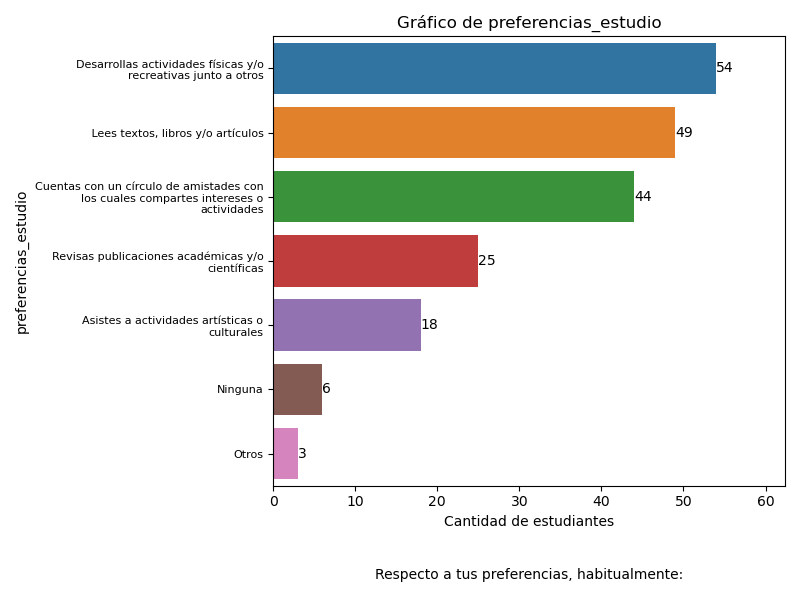 Gráfico de preferencias_estudio
preferencias_estudio
Desarrollas actividades físicas y/o
recreativas junto a otros
54
Lees textos, libros y/o artículos
49
Cuentas con un círculo de amistades con
los cuales compartes intereses o
actividades
44
Revisas publicaciones académicas y/o
científicas
25
Asistes a actividades artísticas o
culturales
18
Ninguna
6
Otros
3
0 10 20 30 40 50 60
Cantidad de estudiantes
Respecto a tus preferencias, habitualmente: